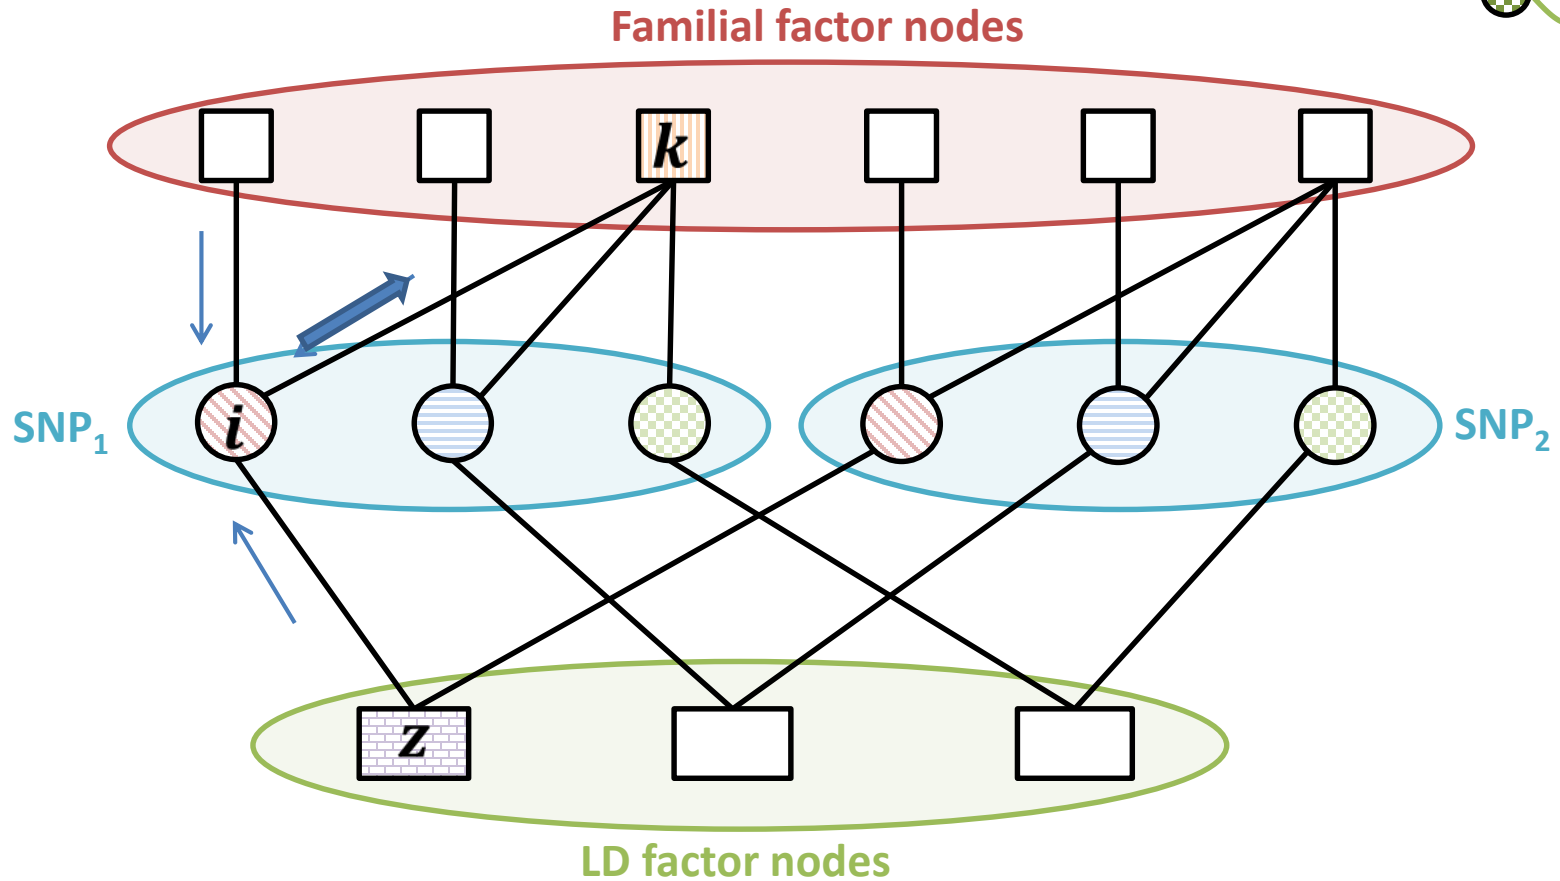 Familial factor nodes
k
SNP1
i
SNP2
z
LD factor nodes